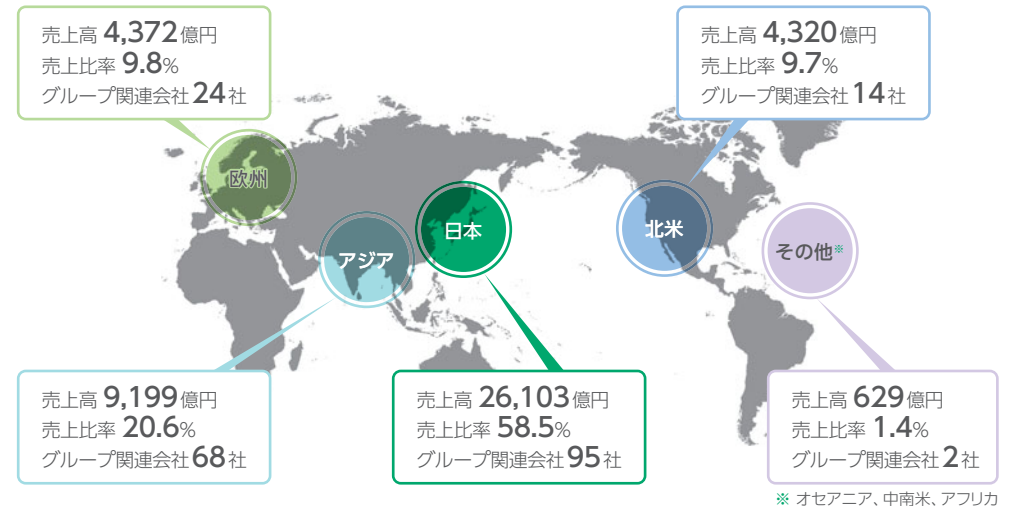 売上高 4,372億円
売上比率 9.8%
グループ関連会社 24社
売上高 4,320億円
売上比率 9.7%
グループ関連会社 14社
欧州
アジア
日本
北米
その他※
売上高 9,199億円
売上比率 20.6%
グループ関連会社 68社
売上高 26,103億円
売上比率 58.5%
グループ関連会社 95社
売上高 629億円
売上比率 1.4%
グループ関連会社 2社
※ オセアニア、中南米、アフリカ